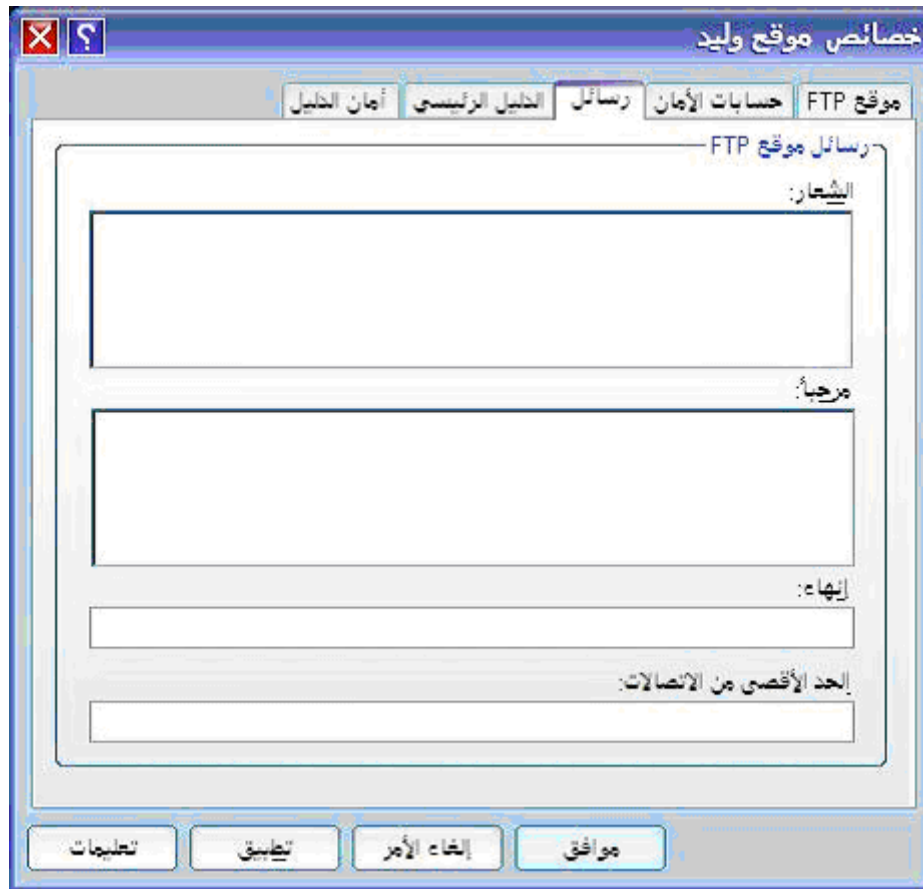 خصائص موقع وليد
موقع FTP حسابات الأمان رسائل الدليل الرئيسي أمان الدليل
رسائل موقع FTP
الشعار:
مرحباً:
إنهاء:
الحد الأقصى من الاتصالات:
موافق إلغاء الأمر تطبيق تعليمات